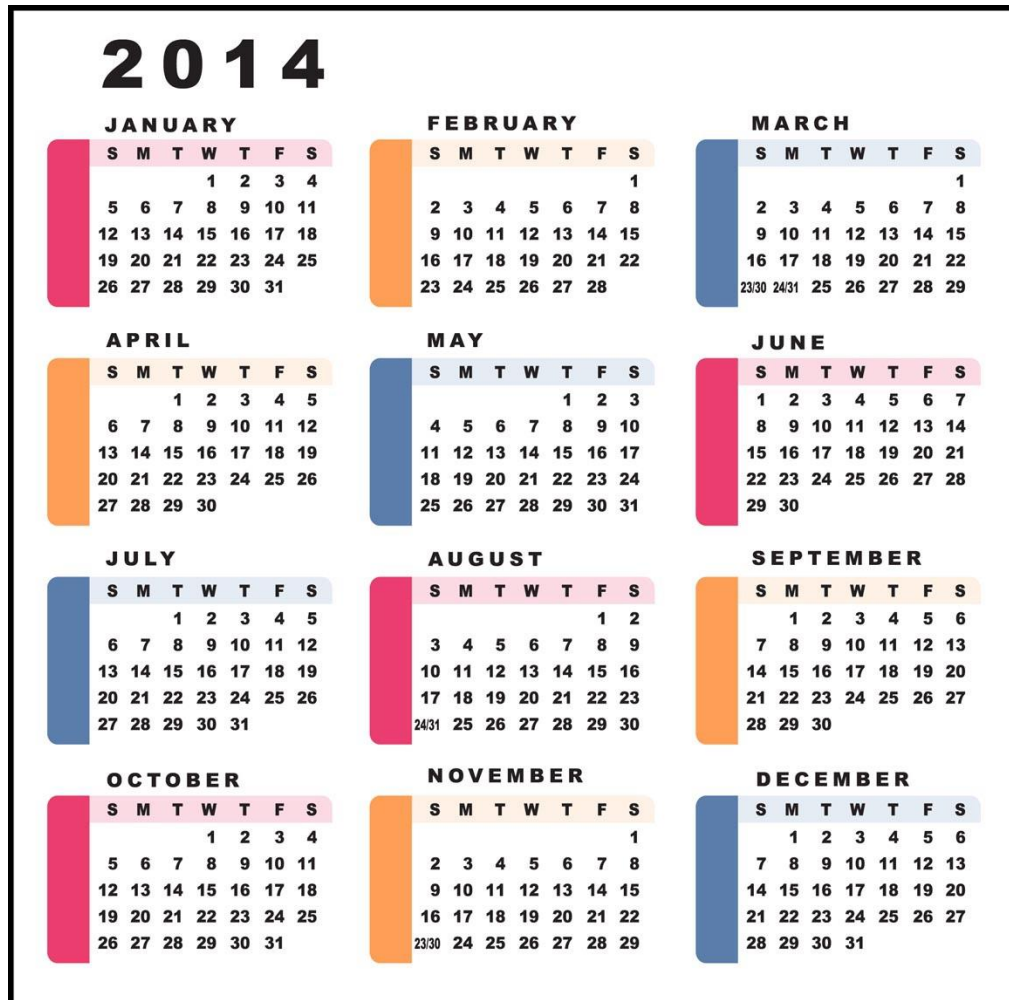 2014
JANUARY
S M T W T F S
1 2 3 4
5 6 7 8 9 10 11
12 13 14 15 16 17 18
19 20 21 22 23 24 25
26 27 28 29 30 31
FEBRUARY
S M T W T F S
1
2 3 4 5 6 7 8
9 10 11 12 13 14 15
16 17 18 19 20 21 22
23 24 25 26 27 28
MARCH
S M T W T F S
1
2 3 4 5 6 7 8
9 10 11 12 13 14 15
16 17 18 19 20 21 22
23/30 24/31 25 26 27 28 29
APRIL
S M T W T F S
1 2 3 4 5
6 7 8 9 10 11 12
13 14 15 16 17 18 19
20 21 22 23 24 25 26
27 28 29 30
MAY
S M T W T F S
1 2 3
4 5 6 7 8 9 10
11 12 13 14 15 16 17
18 19 20 21 22 23 24
25 26 27 28 29 30 31
JUNE
S M T W T F S
1 2 3 4 5 6 7
8 9 10 11 12 13 14
15 16 17 18 19 20 21
22 23 24 25 26 27 28
29 30
JULY
S M T W T F S
1 2 3 4 5
6 7 8 9 10 11 12
13 14 15 16 17 18 19
20 21 22 23 24 25 26
27 28 29 30 31
AUGUST
S M T W T F S
1 2
3 4 5 6 7 8 9
10 11 12 13 14 15 16
17 18 19 20 21 22 23
24/31 25 26 27 28 29 30
SEPTEMBER
S M T W T F S
1 2 3 4 5 6
7 8 9 10 11 12 13
14 15 16 17 18 19 20
21 22 23 24 25 26 27
28 29 30
OCTOBER
S M T W T F S
1 2 3 4
5 6 7 8 9 10 11
12 13 14 15 16 17 18
19 20 21 22 23 24 25
26 27 28 29 30 31
NOVEMBER
S M T W T F S
1
2 3 4 5 6 7 8
9 10 11 12 13 14 15
16 17 18 19 20 21 22
23/30 24 25 26 27 28 29
DECEMBER
S M T W T F S
1 2 3 4 5 6
7 8 9 10 11 12 13
14 15 16 17 18 19 20
21 22 23 24 25 26 27
28 29 30 31